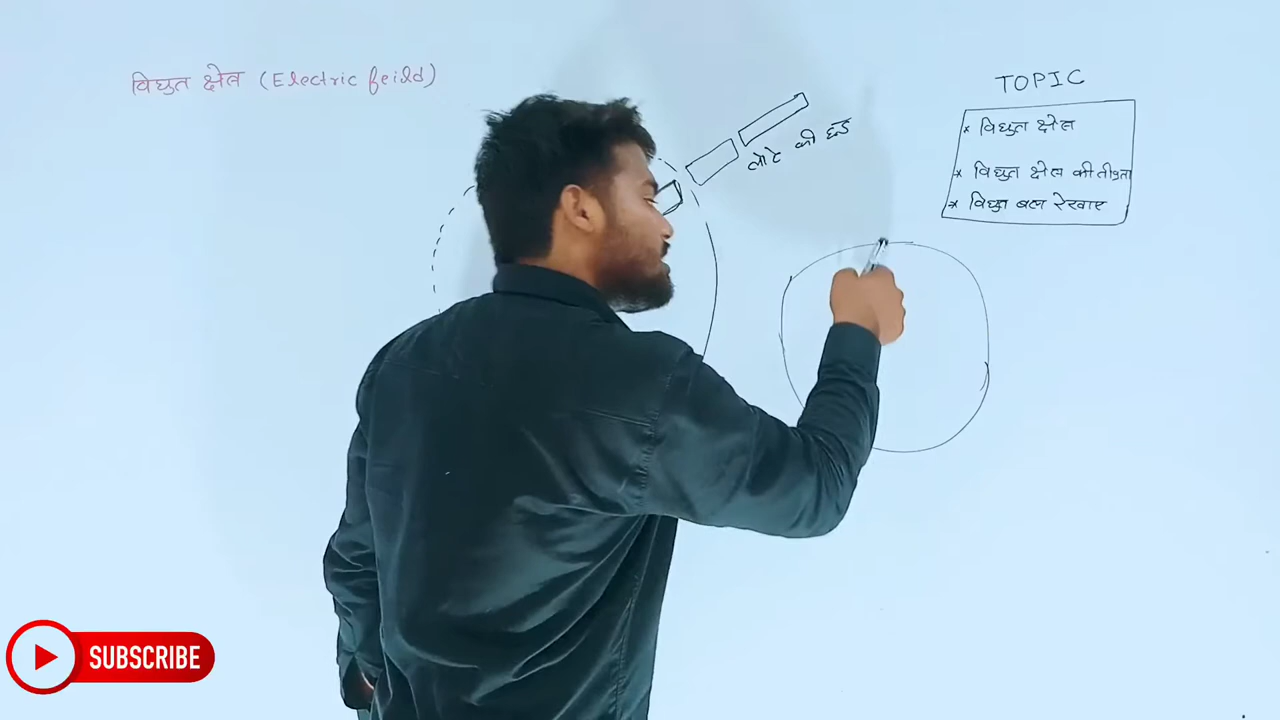 विद्युत क्षेत्र (Electric feild)
TOPIC
* विद्युत क्षेत्र
* विद्युत क्षेत्र की तीव्रता
* विद्युत बल रेखाए
लोहे की छड़
SUBSCRIBE